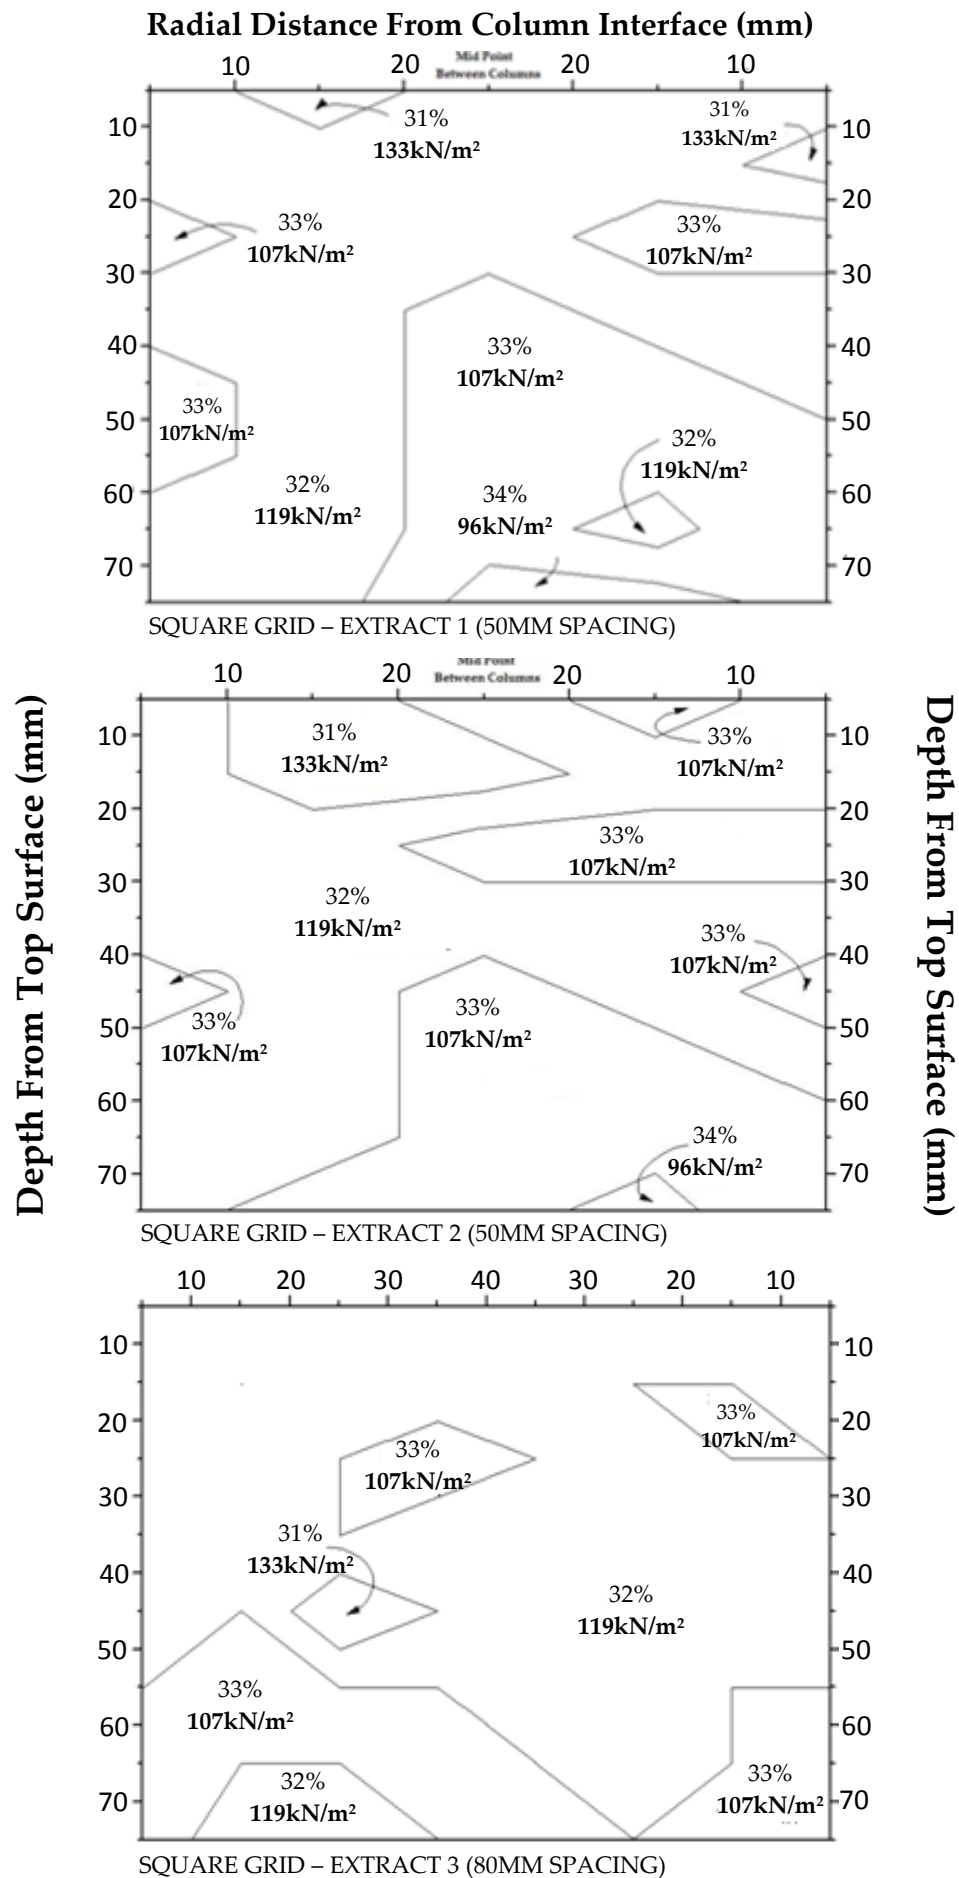 Radial Distance From Column Interface (mm)
Mid Point
Between Columns
10 20 20 10
31%
133kN/m²
31%
133kN/m²
10 10
20 20
33%
107kN/m²
33%
107kN/m²
30 30
33%
107kN/m²
40 40
33%
107kN/m²
50 50
32%
119kN/m²
32%
119kN/m²
34%
96kN/m²
60 60
70 70
SQUARE GRID – EXTRACT 1 (50MM SPACING)
Depth From Top Surface (mm)
Depth From Top Surface (mm)
Mid Point
Between Columns
10 20 20 10
31%
133kN/m²
33%
107kN/m²
10 10
20 20
33%
107kN/m²
30 30
32%
119kN/m²
33%
107kN/m²
40 40
33%
107kN/m²
33%
107kN/m²
50 50
60 60
34%
96kN/m²
70 70
SQUARE GRID – EXTRACT 2 (50MM SPACING)
10 20 30 40 30 20 10
10 10
33%
107kN/m²
20 20
33%
107kN/m²
30 30
31%
133kN/m²
40 40
32%
119kN/m²
50 50
33%
107kN/m²
60 60
32%
119kN/m²
33%
107kN/m²
70 70
SQUARE GRID – EXTRACT 3 (80MM SPACING)